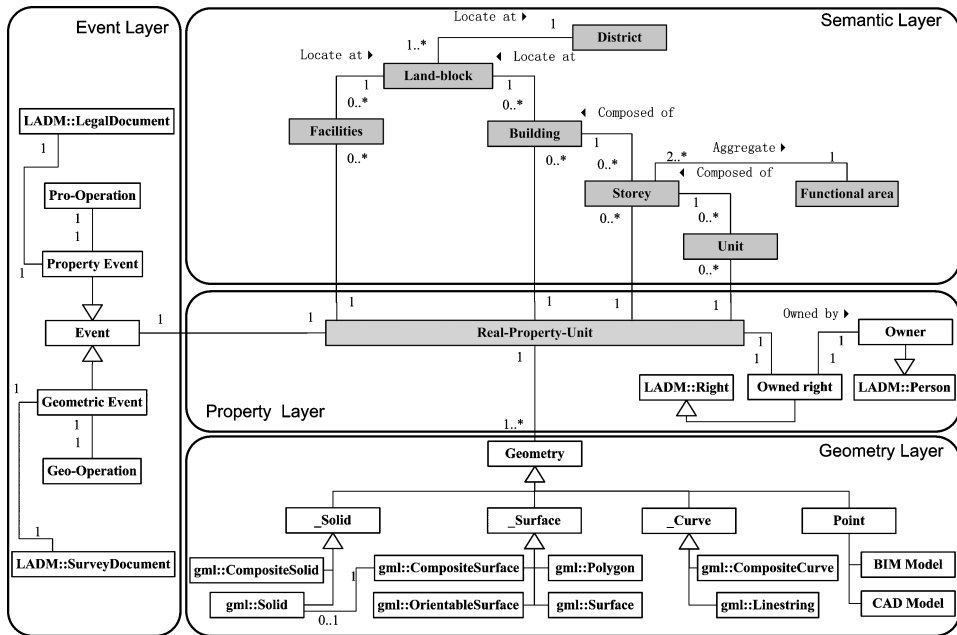 Event Layer
LADM::LegalDocument
1
Pro-Operation
1
1
Property Event
1
Event
1
Geometric Event
1
1
1
Geo-Operation
1
LADM::SurveyDocument
Semantic Layer
Locate at ▶
1
District
1..*
Locate at ▶
◀ Locate at
Land-block
1
1
0..*
0..*
Facilities
Building
◀ Composed of
1
0..*
0..*
0..*
Aggregate ▶
2..*
1
◀ Composed of
Storey
Functional area
1
0..*
0..*
Unit
0..*
1
1
1
1
Property Layer
1
Real-Property-Unit
1
1
1
Owned by ▶
1
1
Owner
LADM::Right
Owned right
LADM::Person
1..*
Geometry Layer
Geometry
_Solid
_Surface
_Curve
Point
gml::CompositeSolid
gml::CompositeSurface
gml::Polygon
gml::CompositeCurve
BIM Model
1
gml::Solid
0..1
gml::OrientableSurface
gml::Surface
gml::Linestring
CAD Model